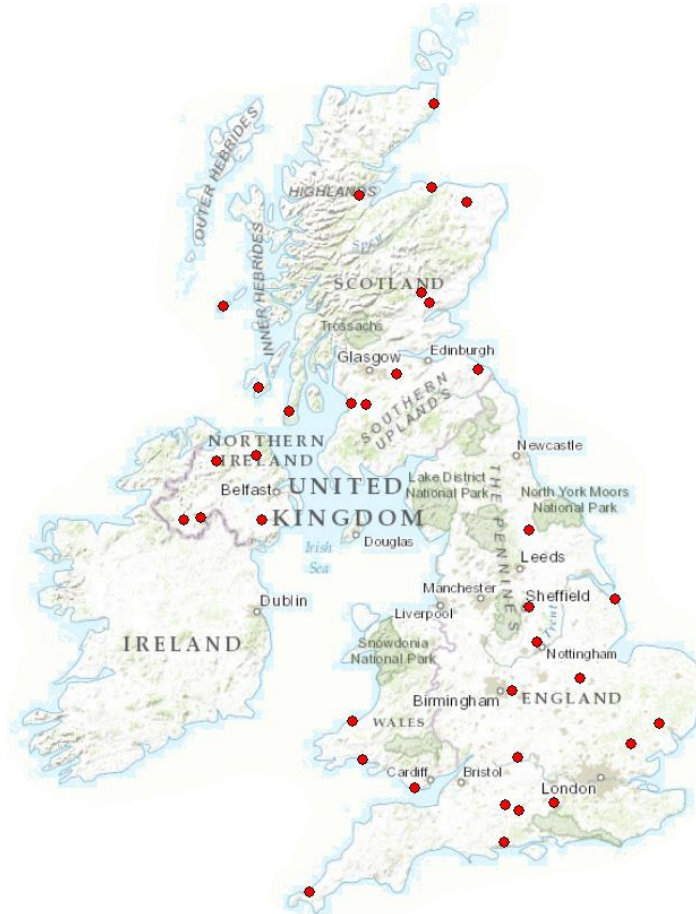 OUTER HEBRIDES
HIGHLANDS
INNER HEBRIDES
Spey
SCOTLAND
Trossachs
Glasgow
Edinburgh
SOUTHERN
UPLANDS
NORTHERN
IRELAND
Newcastle
Belfast
UNITED
KINGDOM
Lake District
National Park
THE PENNINES
North York Moors
National Park
Douglas
Irish
Sea
Leeds
Dublin
Manchester
Sheffield
Liverpool
Trent
IRELAND
Snowdonia
National Park
Nottingham
Birmingham
ENGLAND
WALES
Cardiff
Bristol
London